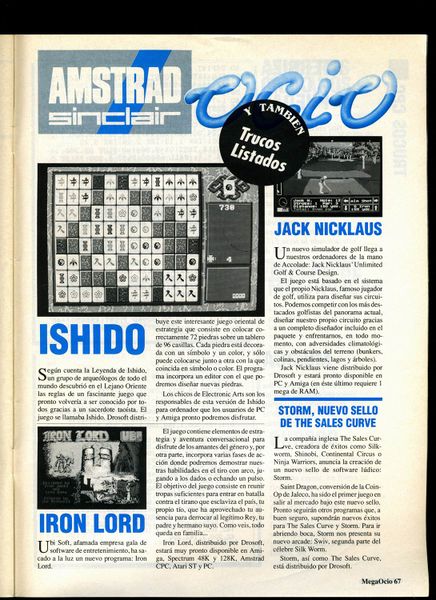 AMSTRAD
sinclair
OCIO
Y TAMBIEN
Trucos
Listados
736
JACK NICKLAUS
Un nuevo simulador de golf llega a
nuestros ordenadores de la mano
de Accolade: Jack Nicklaus' Unlimited
Golf & Course Design.
El juego está basado en el sistema
que el propio Nicklaus, famoso jugador
de golf, utiliza para diseñar sus circui-
tos. Podemos competir con los más des-
tacados golfistas del panorama actual,
diseñar nuestro propio circuito gracias
a un completo diseñador incluido en el
paquete y enfrentarnos, en todo mo-
mento, con adversidades climatológi-
cas y obstáculos del terreno (bunkers,
colinas, pendientes, lagos y árboles).
Jack Nicklaus viene distribuido por
Drosoft y estará pronto disponible en
PC y Amiga (en éste último requiere 1
mega de RAM).
ISHIDO
Según cuenta la Leyenda de Ishido,
un grupo de arqueólogos de todo el
mundo descubrió en el Lejano Oriente
las reglas de un fascinante juego que
pronto volvería a ser conocido por to-
dos gracias a un sacerdote taoísta. El
juego se llamaba Ishido. Drosoft distri-
buye este interesante juego oriental de
estrategia que consiste en colocar co-
rrectamente 72 piedras sobre un tablero
de 96 casillas. Cada piedra está decora-
da con un símbolo y un color, y sólo
puede colocarse junto a otra con la que
coincida en símbolo o color. El progra-
ma incorpora un editor con el que po-
dremos diseñar nuevas piedras.
Los chicos de Electronic Arts son los
responsables de esta versión de Ishido
para ordenador que los usuarios de PC
y Amiga pronto podremos disfrutar.
IRON LORD
IRON LORD
Ubi Soft, afamada empresa gala de
software de entretenimiento, ha sa-
cado a la luz un nuevo programa: Iron
Lord.
El juego contiene elementos de estra-
tegia y aventura conversacional para
disfrute de los amantes del género y, por
otra parte, incorpora varias fases de ac-
ción donde podremos demostrar nues-
tras habilidades en el tiro con arco, ju-
gando a los dados o echando un pulso.
El objetivo del juego consiste en reunir
tropas suficientes para entrar en batalla
contra el tirano que esclaviza el país, tu
propio tío, que ha aprovechado tu au-
sencia para derrocar al legítimo Rey, tu
padre y hermano suyo. Como veis, todo
queda en familia...
Iron Lord, distribuido por Drosoft,
estará muy pronto disponible en Ami-
ga, Spectrum 48K y 128K, Amstrad
CPC, Atari ST y PC.
STORM, NUEVO SELLO
DE THE SALES CURVE
La compañía inglesa The Sales Cur-
ve, creadora de éxitos como Silk-
worm, Shinobi, Continental Circus o
Ninja Warriors, anuncia la creación de
un nuevo sello de software lúdico:
Storm.
Saint Dragon, conversión de la Coin-
Op de Jaleco, ha sido el primer juego en
salir al mercado bajo este nuevo sello.
Pronto seguirán otros programas que, a
buen seguro, supondrán nuevos éxitos
para The Sales Curve y Storm. Para ir
abriendo boca, Storm nos presenta su
nuevo arcade: Swiv, segunda parte del
célebre Silk Worm.
Storm, así como The Sales Curve,
está distribuido por Drosoft.
MegaOcio 67